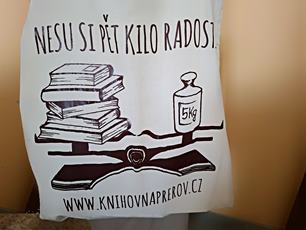 NESU SI PĚT KILO RADOSTI
5Kg
WWW.KNIHOVNAPREROV.CZ